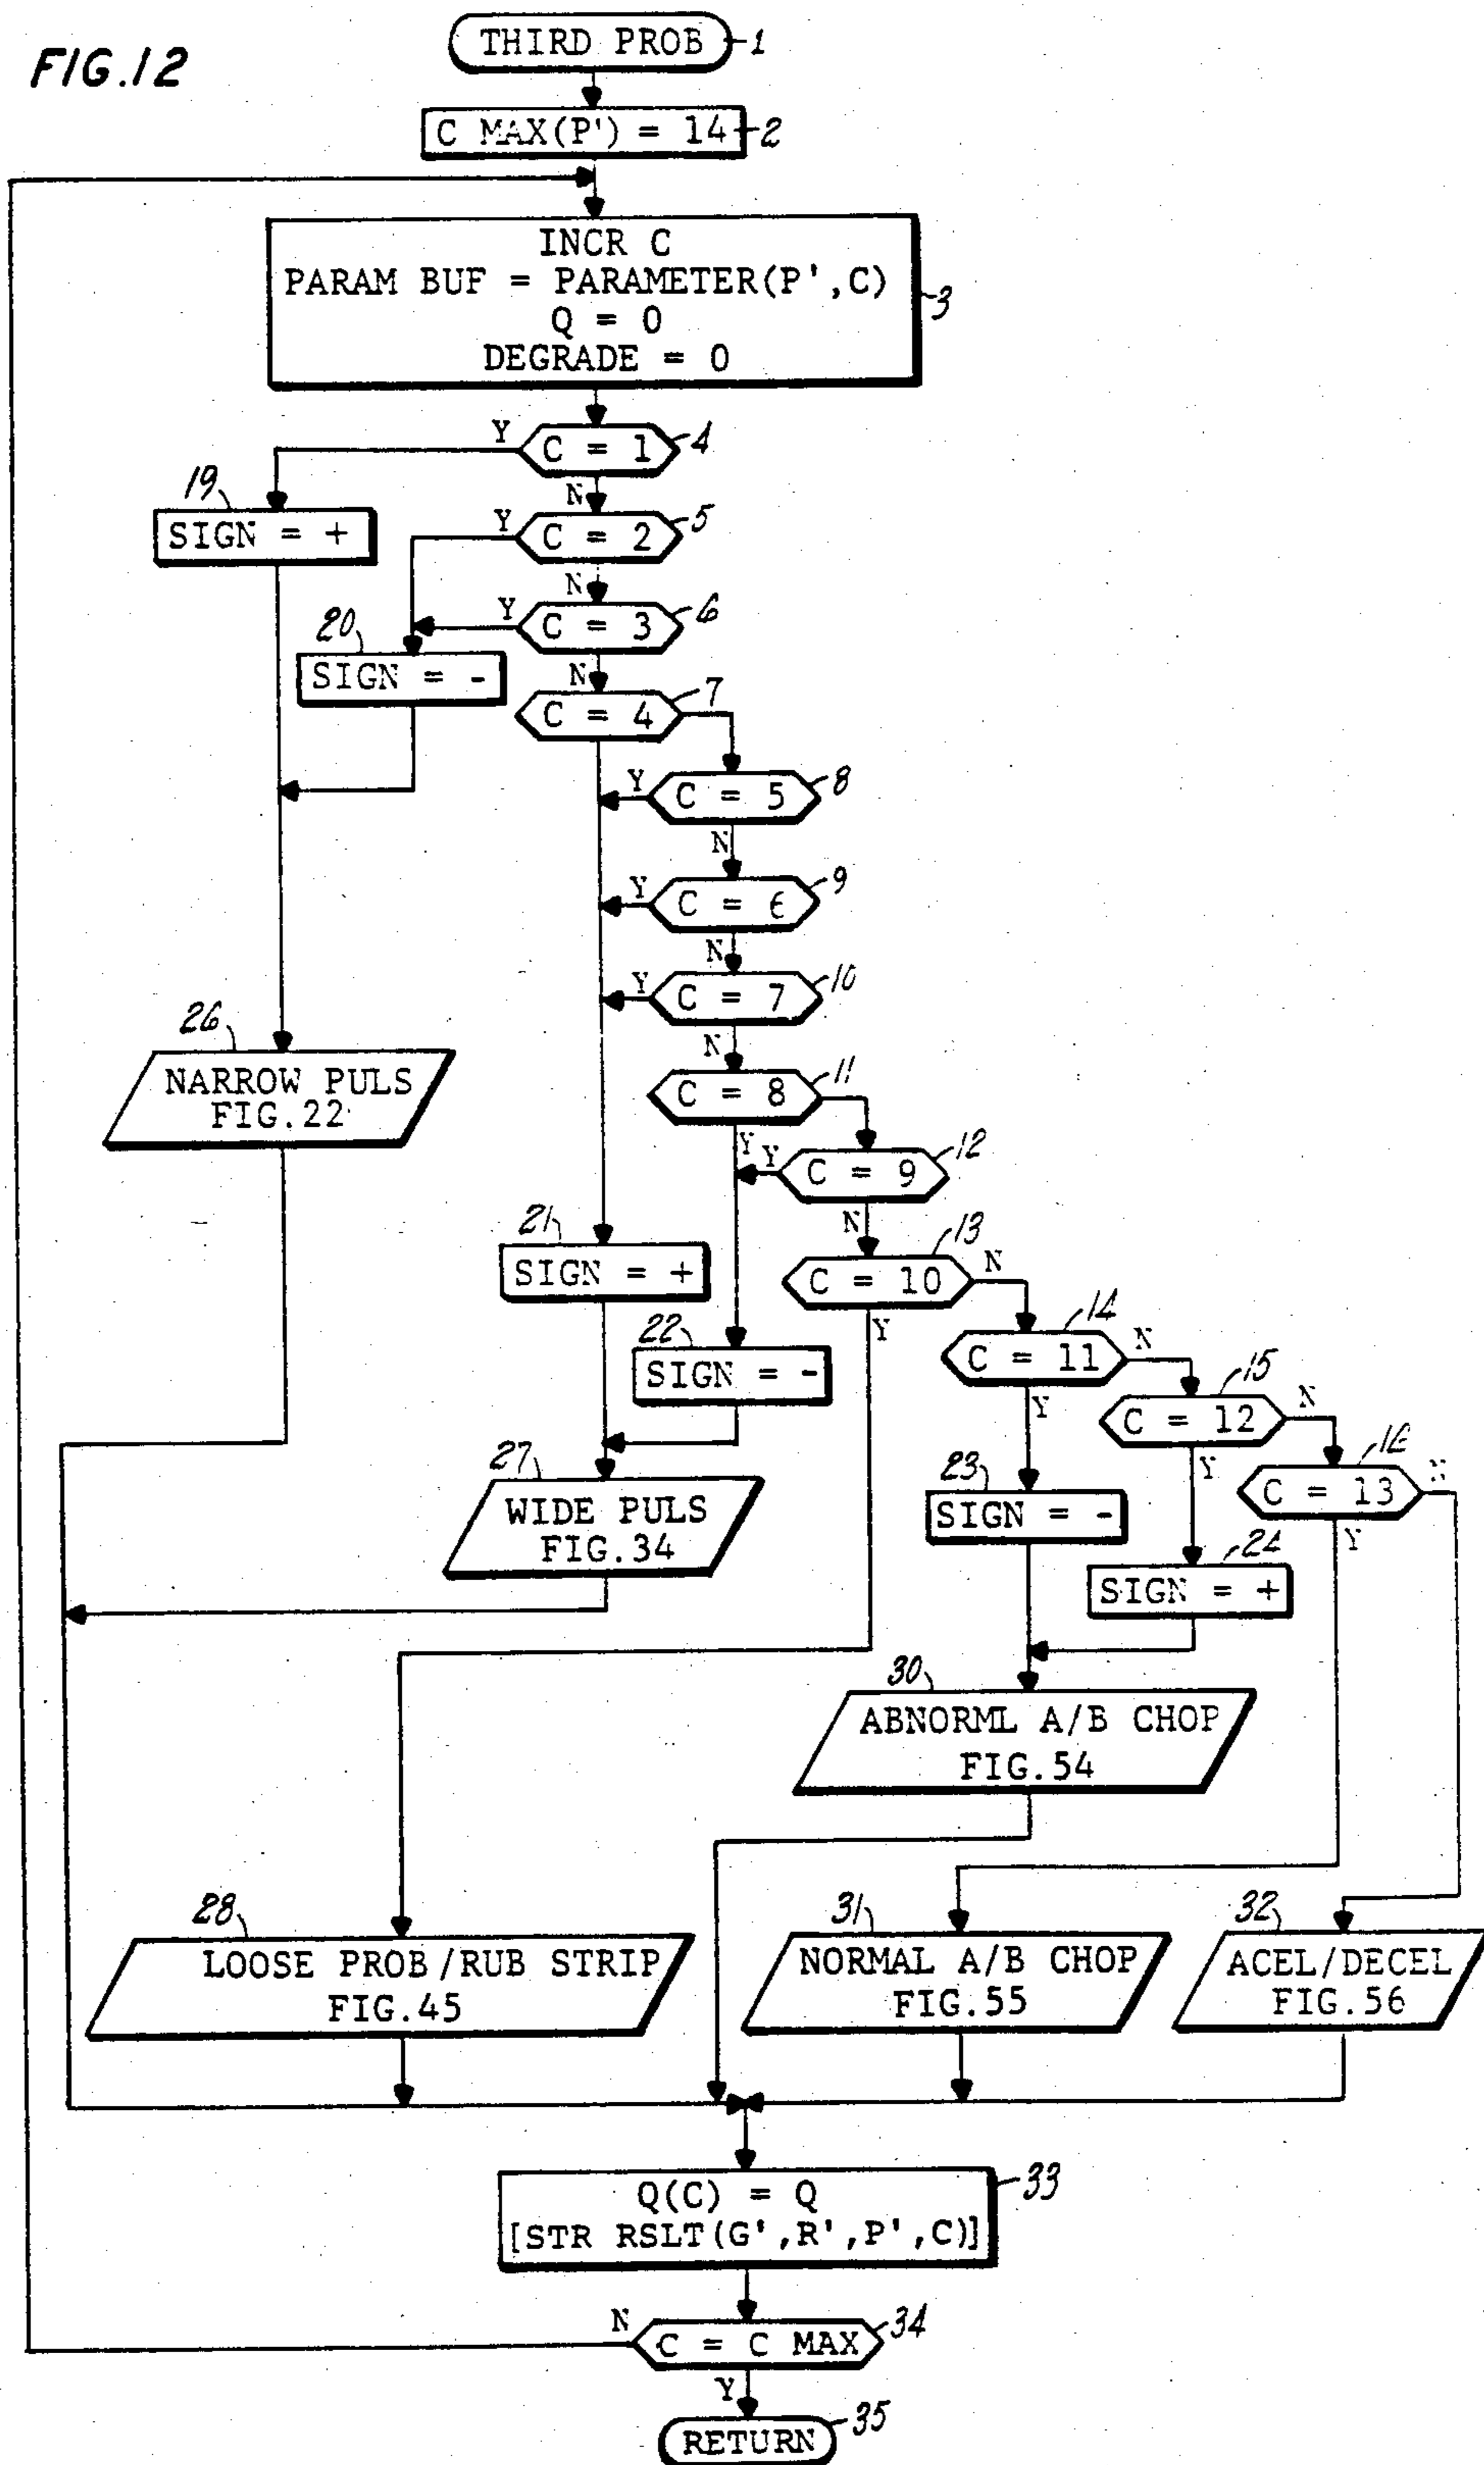 FIG.12
THIRD PROB
1
C MAX(P') = 14
2
INCR C
PARAM BUF = PARAMETER(P',C)
Q = 0
DEGRADE = 0
3
Y
C = 1
4
N
19
SIGN = +
Y
C = 2
5
N
Y
C = 3
6
20
SIGN = -
N
C = 4
7
Y
C = 5
8
N
Y
C = 6
9
N
Y
C = 7
10
N
26
NARROW PULS
FIG.22
C = 8
11
Y
Y
C = 9
12
N
21
SIGN = +
C = 10
13
N
Y
22
SIGN = -
C = 11
14
N
Y
C = 12
15
N
Y
27
WIDE PULS
FIG.34
23
SIGN = -
C = 13
16
N
Y
24
SIGN = +
30
ABNORML A/B CHOP
FIG.54
28
LOOSE PROB/RUB STRIP
FIG.45
31
NORMAL A/B CHOP
FIG.55
32
ACEL/DECEL
FIG.56
Q(C) = Q
[STR RSLT(G',R',P',C)]
33
N
C = C MAX
34
Y
RETURN
35